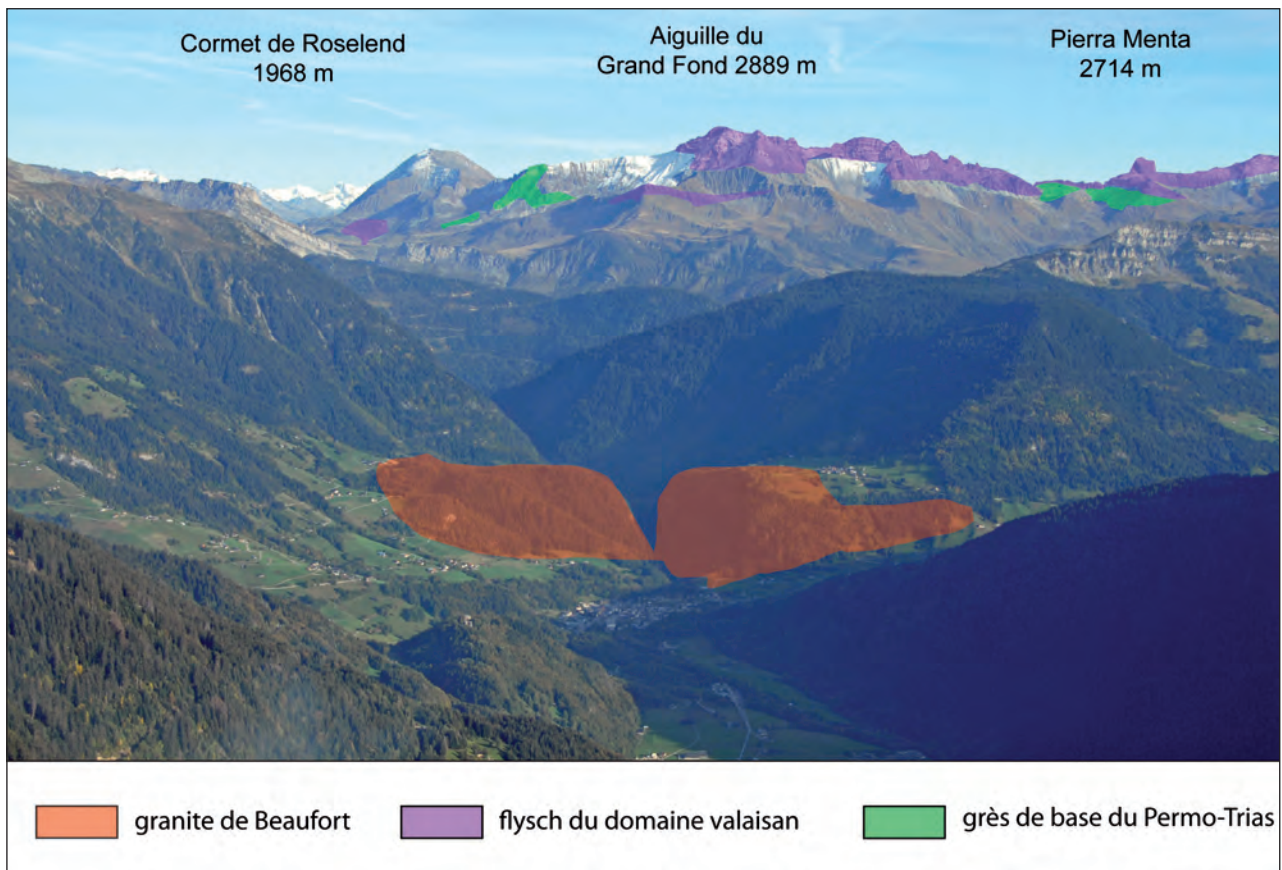 Cormet de Roselend
1968 m
Aiguille du
Grand Fond 2889 m
Pierra Menta
2714 m
granite de Beaufort
flysch du domaine valaisan
grès de base du Permo-Trias